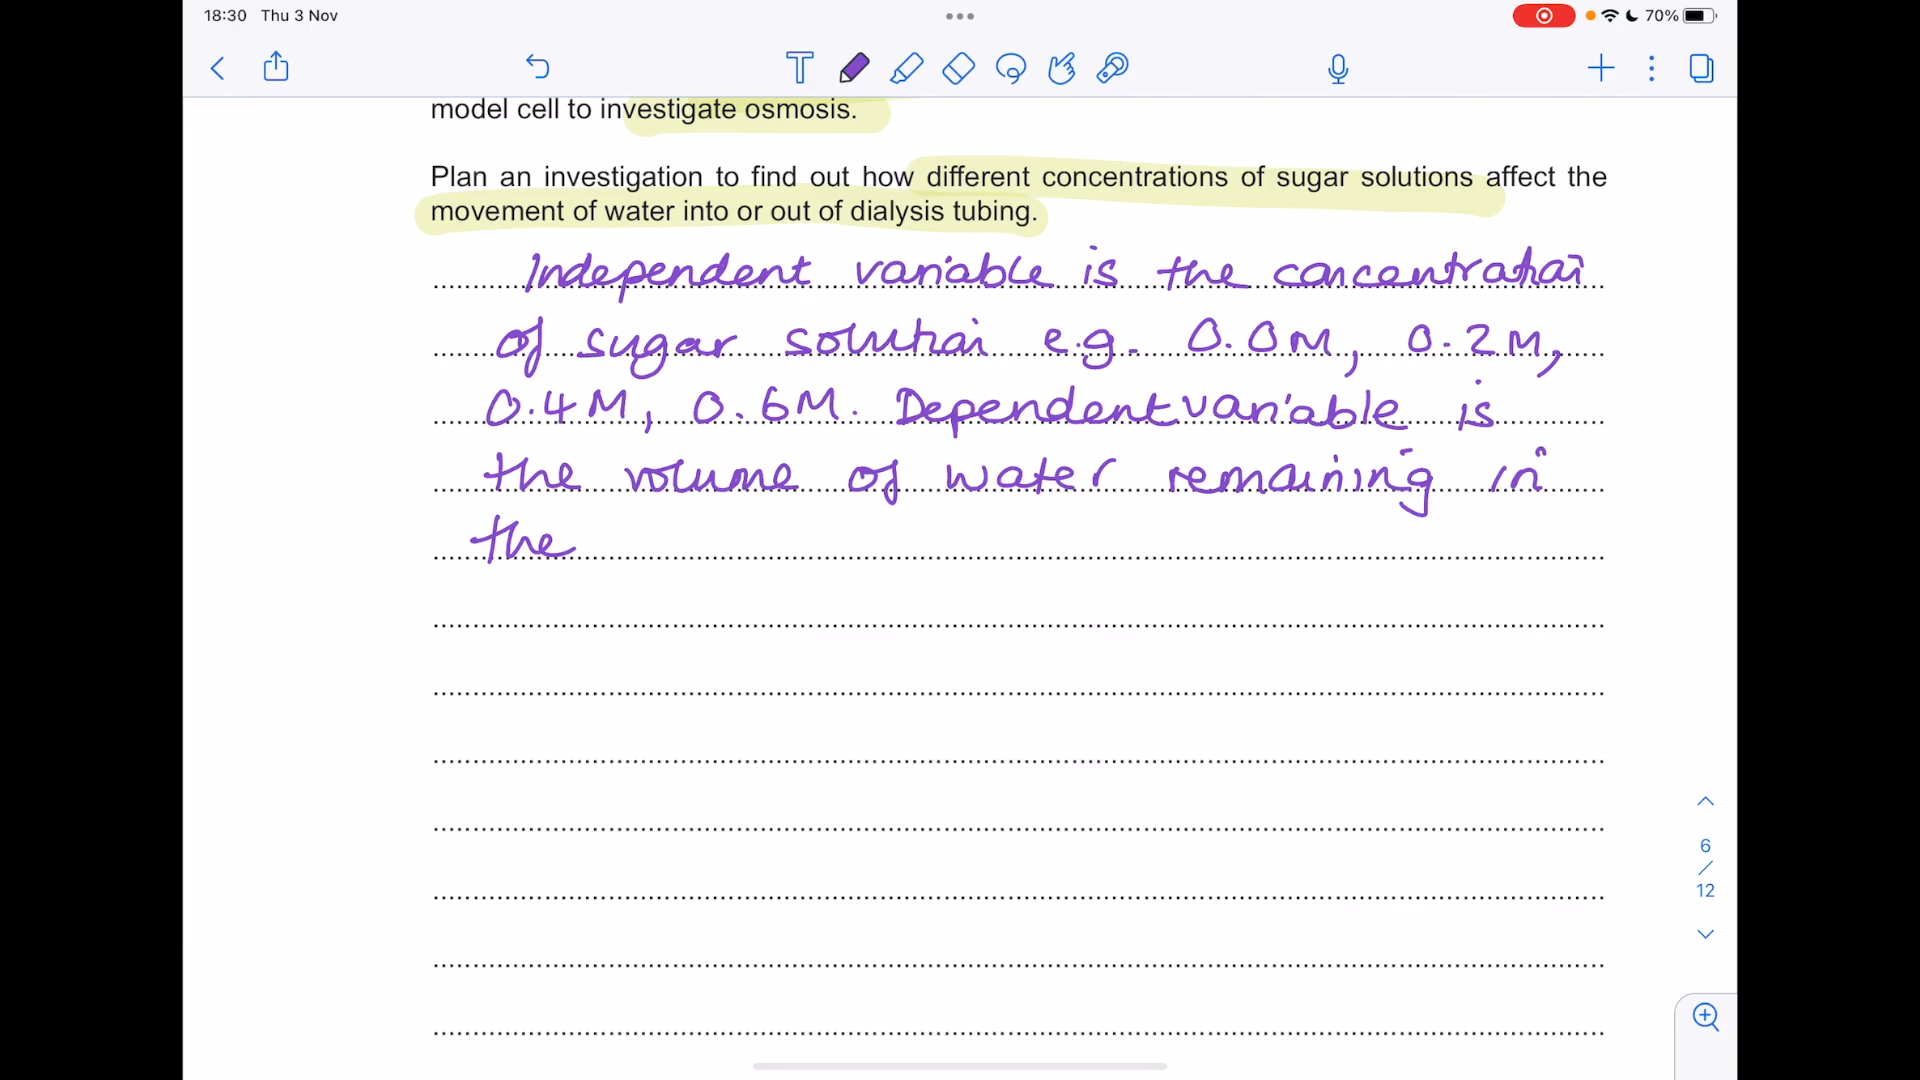 18:30 Thu 3 Nov
70%
model cell to investigate osmosis.
Plan an investigation to find out how different concentrations of sugar solutions affect the
movement of water into or out of dialysis tubing.
Independent variable is the concentration
of sugar solution e.g. 0.0M, 0.2M,
0.4M, 0.6M. Dependent variable is
the volume of water remaining in
the
6
/
12